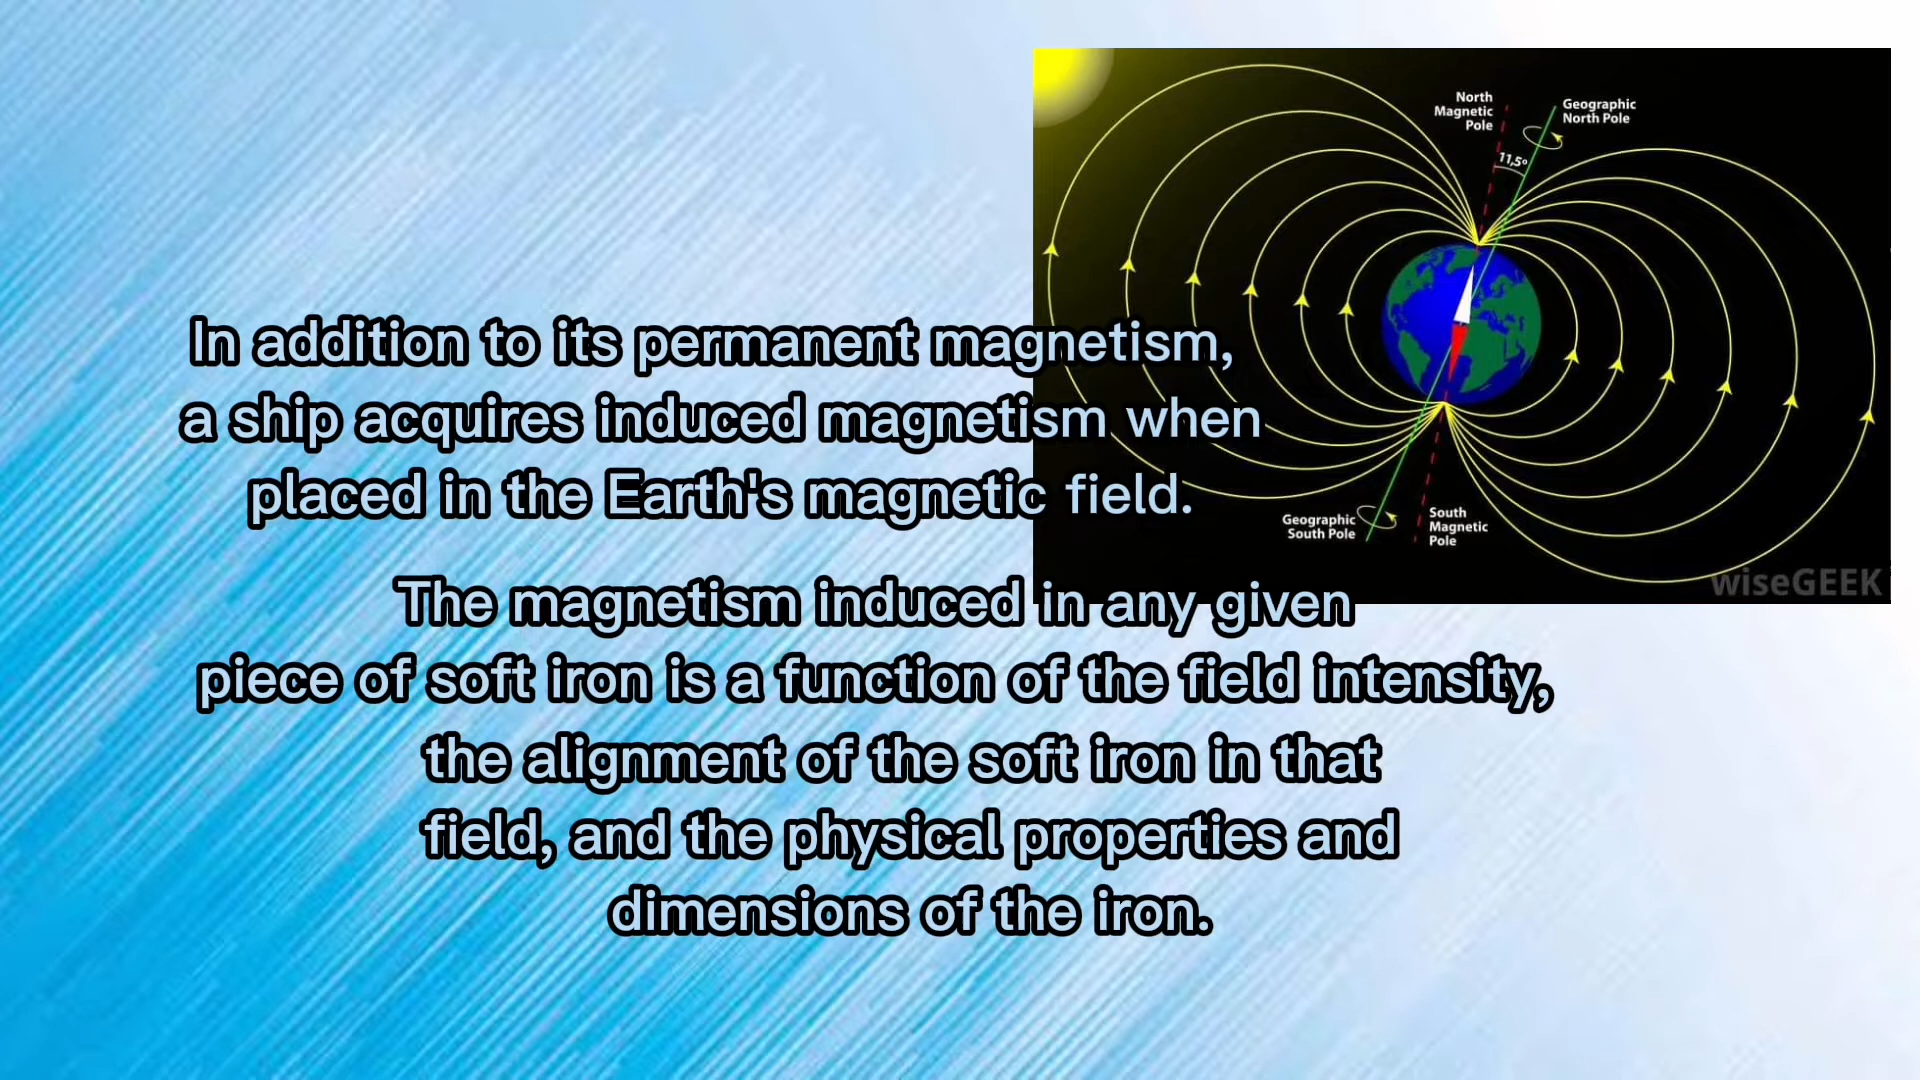 North
Magnetic
Pole
Geographic
North Pole
11,5º
In addition to its permanent magnetism,
a ship acquires induced magnetism when
placed in the Earth's magnetic field.
Geographic
South Pole
South
Magnetic
Pole
wiseGEEK
The magnetism induced in any given
piece of soft iron is a function of the field intensity,
the alignment of the soft iron in that
field, and the physical properties and
dimensions of the iron.